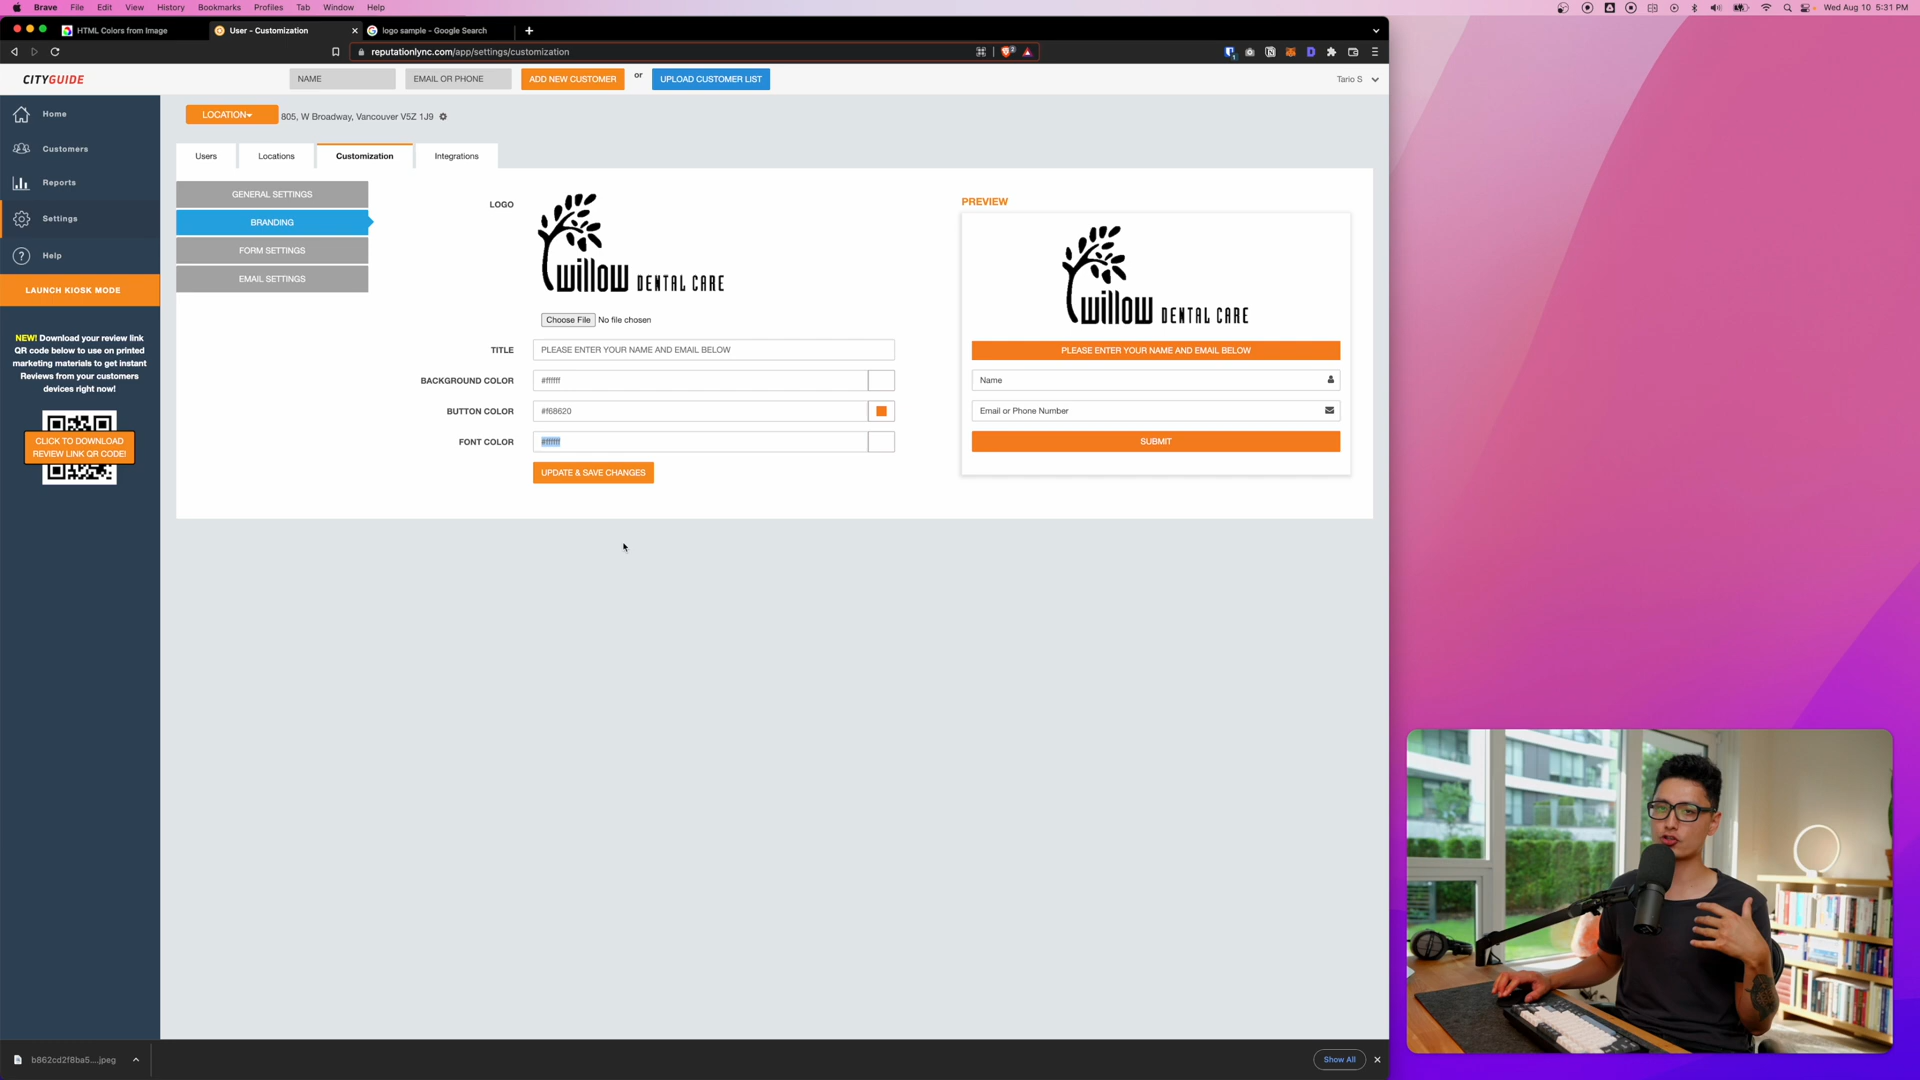 Brave File Edit View History Bookmarks Profiles Tab Window Help
Wed Aug 10 5:31 PM
HTML Colors from Image
User - Customization
logo sample - Google Search
reputationlync.com/app/settings/customization
2
1
CITYGUIDE
NAME
EMAIL OR PHONE
ADD NEW CUSTOMER
or
UPLOAD CUSTOMER LIST
Tario S
Home
Customers
Reports
Settings
Help
LAUNCH KIOSK MODE
NEW! Download your review link
QR code below to use on printed
marketing materials to get instant
Reviews from your customers
devices right now!
CLICK TO DOWNLOAD
REVIEW LINK QR CODE!
LOCATION
805, W Broadway, Vancouver V5Z 1J9
Users
Locations
Customization
Integrations
GENERAL SETTINGS
BRANDING
FORM SETTINGS
EMAIL SETTINGS
LOGO
willow DENTAL CARE
Choose File No file chosen
TITLE
PLEASE ENTER YOUR NAME AND EMAIL BELOW
BACKGROUND COLOR
#ffffff
BUTTON COLOR
#f68620
FONT COLOR
#ffffff
UPDATE & SAVE CHANGES
PREVIEW
willow DENTAL CARE
PLEASE ENTER YOUR NAME AND EMAIL BELOW
Name
Email or Phone Number
SUBMIT
b862cd2f8ba5....jpeg
Show All